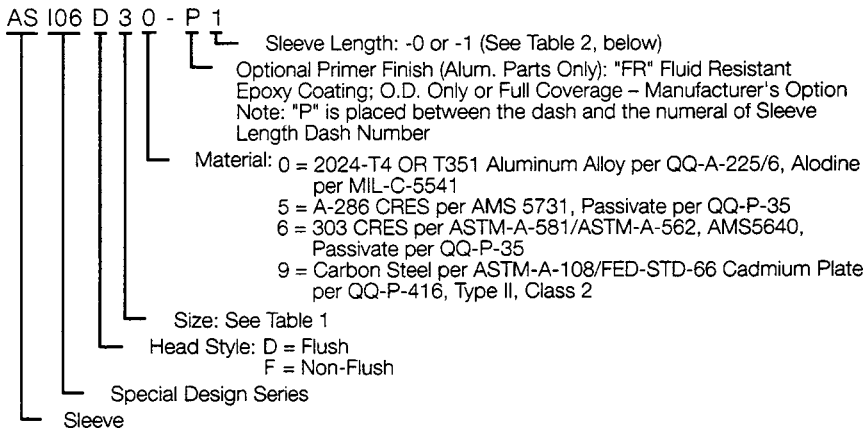 AS I06 D 3 0 - P 1
Sleeve Length: -0 or -1 (See Table 2, below)
Optional Primer Finish (Alum. Parts Only): "FR" Fluid Resistant
Epoxy Coating; O.D. Only or Full Coverage – Manufacturer's Option
Note: "P" is placed between the dash and the numeral of Sleeve
Length Dash Number
Material: 0 = 2024-T4 OR T351 Aluminum Alloy per QQ-A-225/6, Alodine
per MIL-C-5541
5 = A-286 CRES per AMS 5731, Passivate per QQ-P-35
6 = 303 CRES per ASTM-A-581/ASTM-A-562, AMS5640,
Passivate per QQ-P-35
9 = Carbon Steel per ASTM-A-108/FED-STD-66 Cadmium Plate
per QQ-P-416, Type II, Class 2
Size: See Table 1
Head Style: D = Flush
F = Non-Flush
Special Design Series
Sleeve